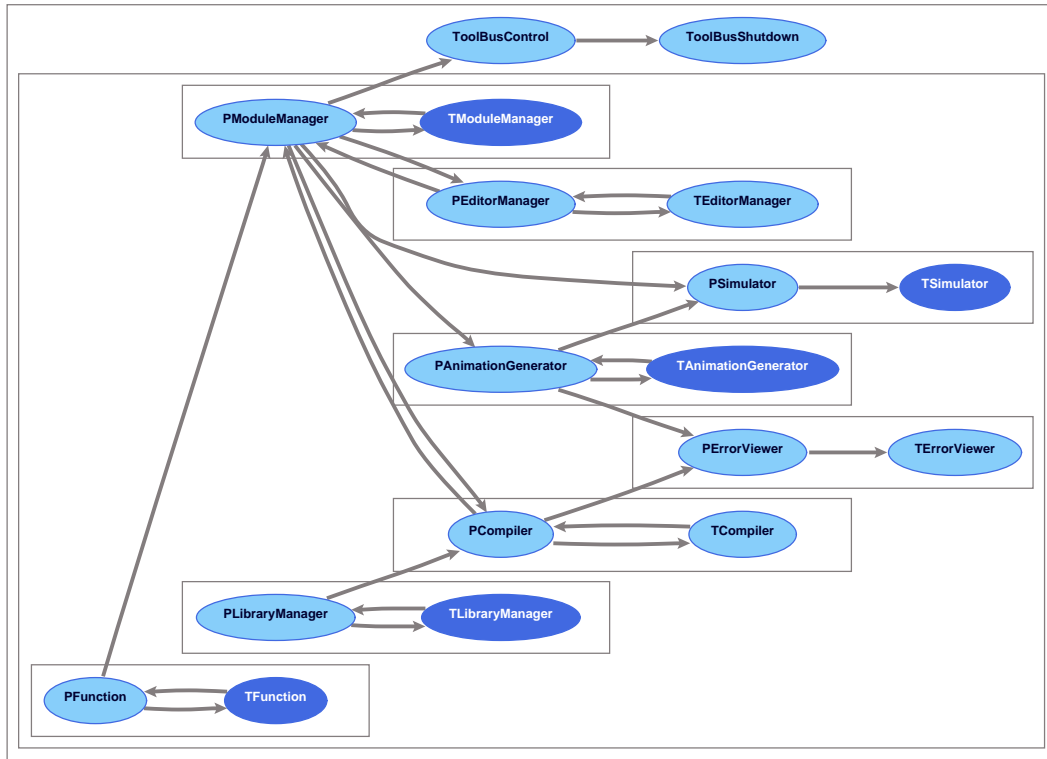 ToolBusControl
ToolBusShutdown
PModuleManager
TModuleManager
PEditorManager
TEditorManager
PSimulator
TSimulator
PAnimationGenerator
TAnimationGenerator
PErrorViewer
TErrorViewer
PCompiler
TCompiler
PLibraryManager
TLibraryManager
PFunction
TFunction